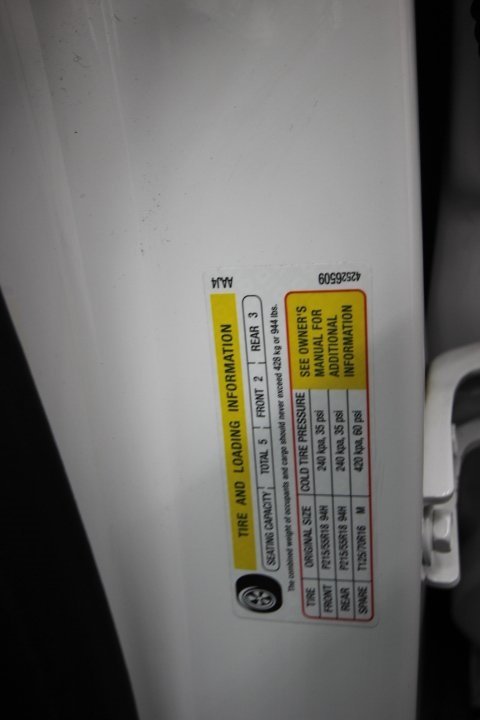 TIRE AND LOADING INFORMATION
SEATING CAPACITY TOTAL 5 FRONT 2 REAR 3
The combined weight of occupants and cargo should never exceed 428 kg or 944 lbs.
TIRE ORIGINAL SIZE COLD TIRE PRESSURE
FRONT P215/55R18 94H 240 kpa, 35 psi
REAR P215/55R18 94H 240 kpa, 35 psi
SPARE T125/70R16 M 420 kpa, 60 psi
SEE OWNER'S
MANUAL FOR
ADDITIONAL
INFORMATION
AAJ4
42526509